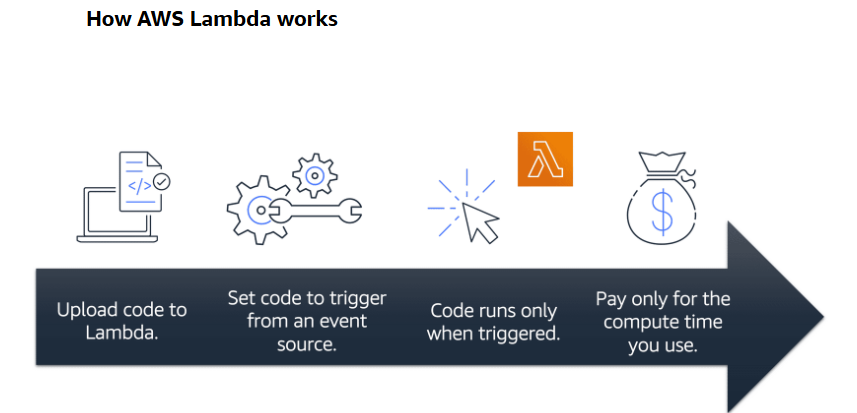 How AWS Lambda works
</>
$
Upload code to
Lambda.
Set code to trigger
from an event
source.
Code runs only
when triggered.
Pay only for the
compute time
you use.